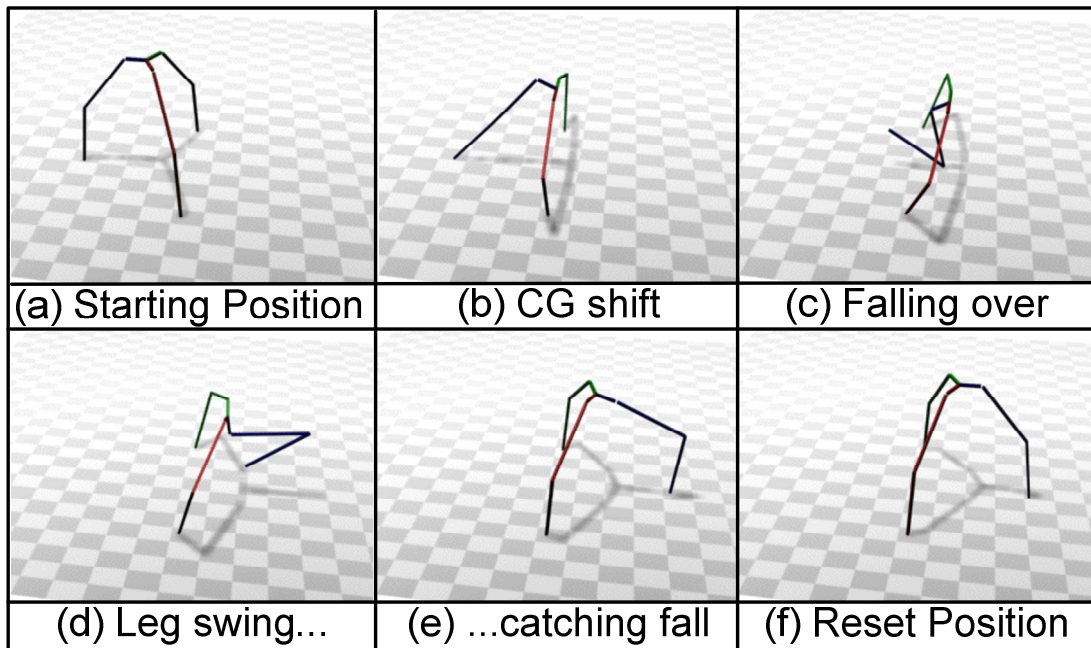 (a) Starting Position
(b) CG shift
(c) Falling over
(d) Leg swing...
(e) ...catching fall
(f) Reset Position